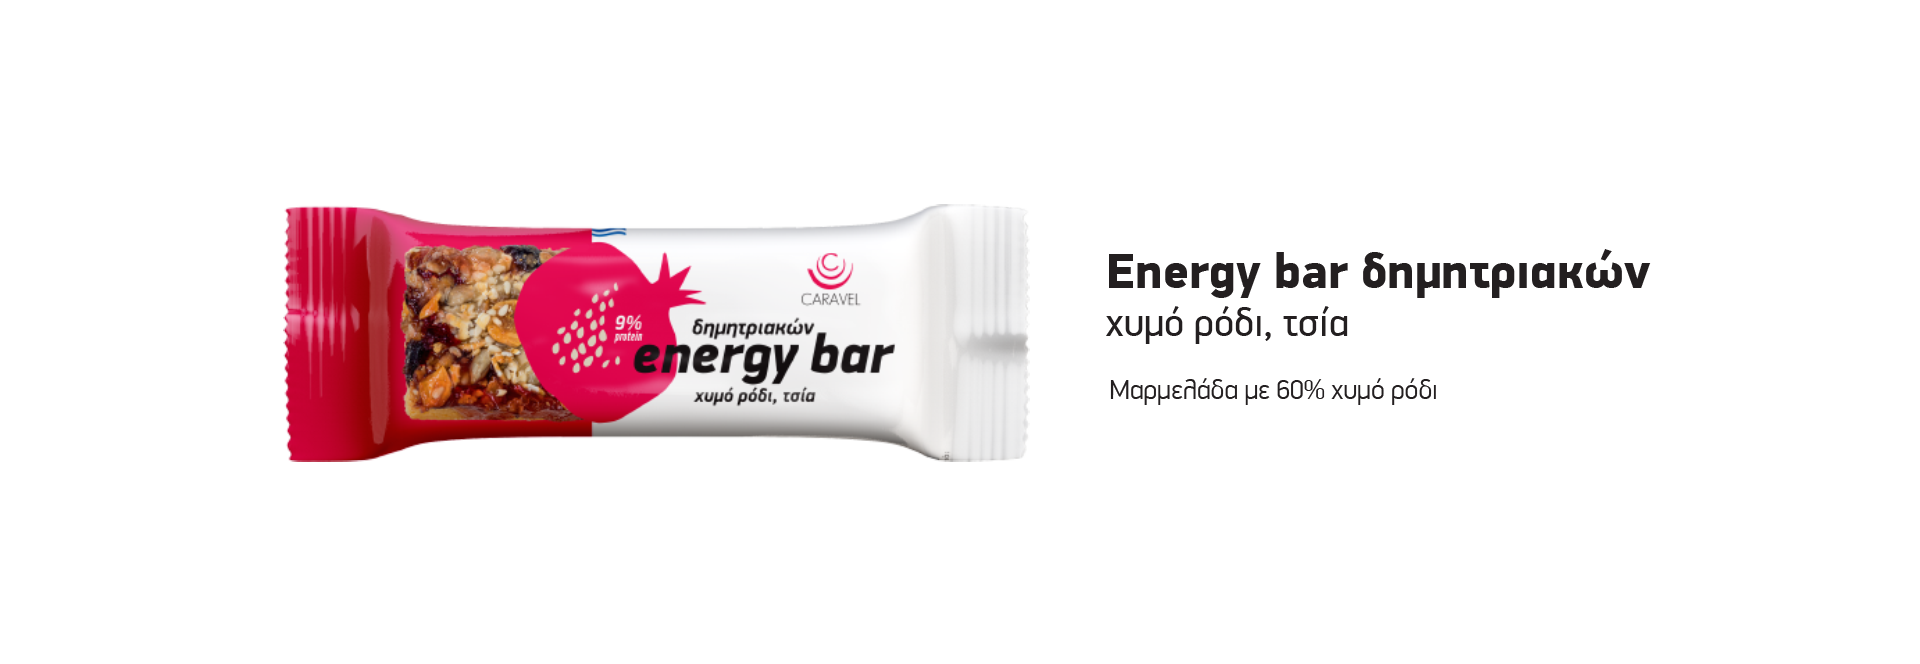 CARAVEL
9%
protein
δημητριακών
energy bar
χυμό ρόδι, τσία
Energy bar δημητριακών
χυμό ρόδι, τσία
Μαρμελάδα με 60% χυμό ρόδι